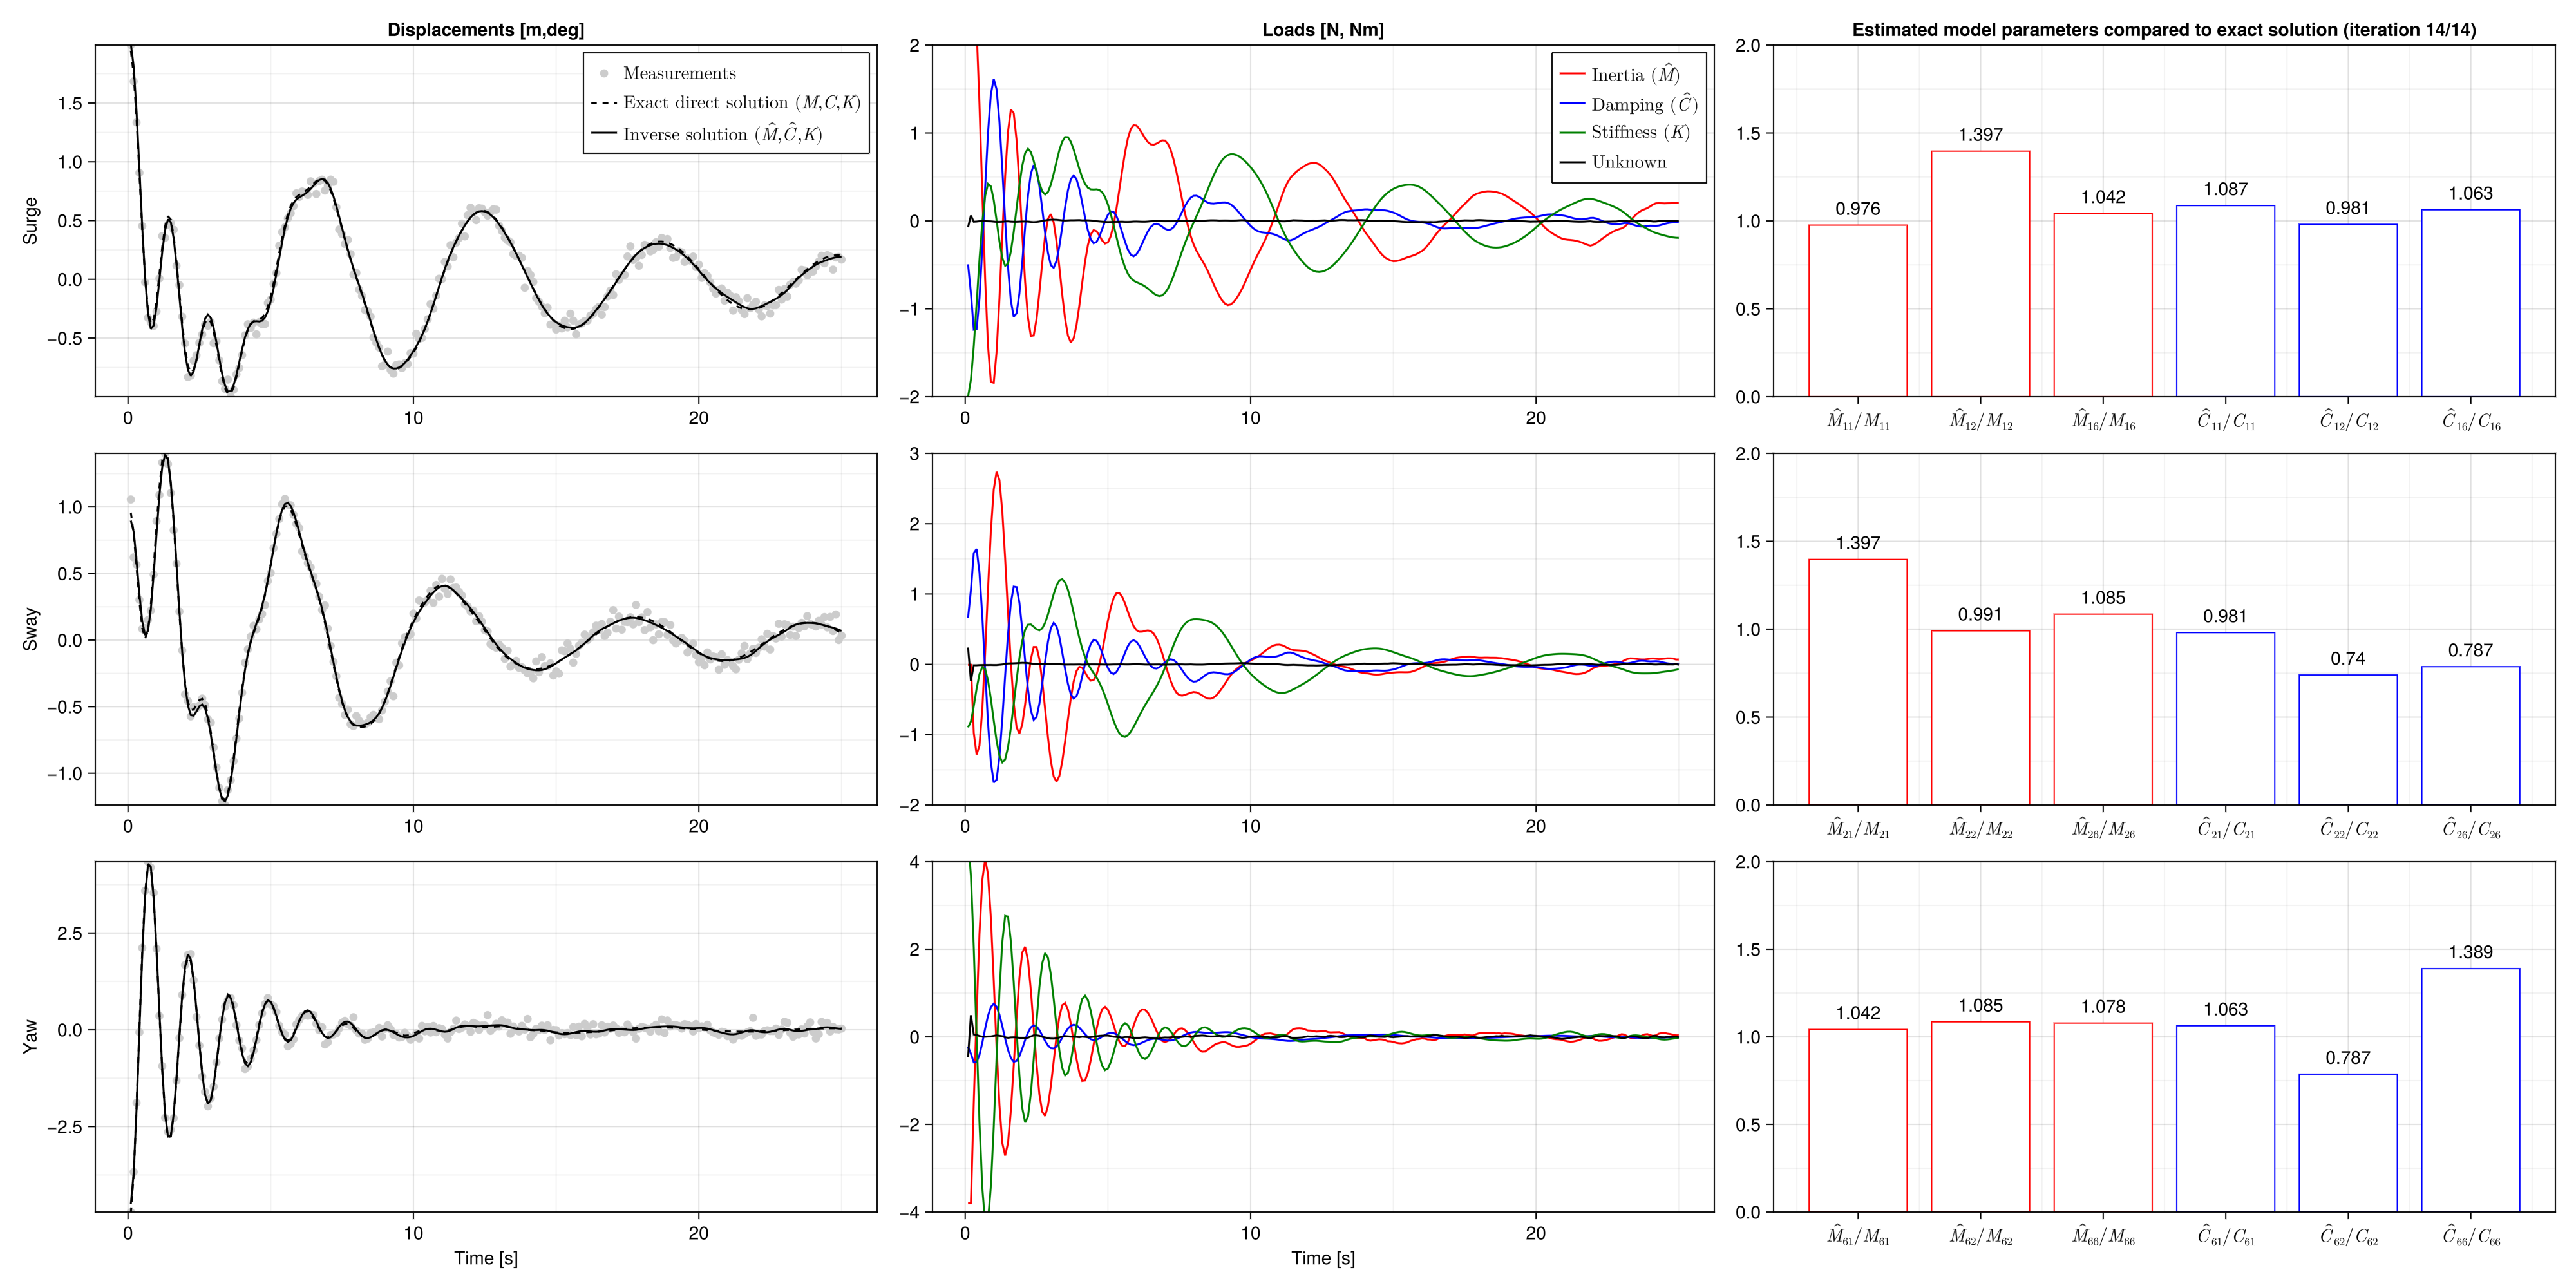 Displacements [m,deg]
Loads [N, Nm]
Estimated model parameters compared to exact solution (iteration 14/14)
Surge
1.5
1.0
0.5
0.0
−0.5
0
10
20
Measurements
Exact direct solution (M,C,K)
Inverse solution (M̂,Ĉ,K)
2
1
0
−1
−2
0
10
20
Inertia (M̂)
Damping (Ĉ)
Stiffness (K)
Unknown
2.0
1.5
1.0
0.5
0.0
0.976
1.397
1.042
1.087
0.981
1.063
M̂₁₁/M₁₁
M̂₁₂/M₁₂
M̂₁₆/M₁₆
Ĉ₁₁/C₁₁
Ĉ₁₂/C₁₂
Ĉ₁₆/C₁₆
Sway
1.0
0.5
0.0
−0.5
−1.0
0
10
20
3
2
1
0
−1
−2
0
10
20
2.0
1.5
1.0
0.5
0.0
1.397
0.991
1.085
0.981
0.74
0.787
M̂₂₁/M₂₁
M̂₂₂/M₂₂
M̂₂₆/M₂₆
Ĉ₂₁/C₂₁
Ĉ₂₂/C₂₂
Ĉ₂₆/C₂₆
Yaw
2.5
0.0
−2.5
0
10
20
Time [s]
4
2
0
−2
−4
0
10
20
Time [s]
2.0
1.5
1.0
0.5
0.0
1.042
1.085
1.078
1.063
0.787
1.389
M̂₆₁/M₆₁
M̂₆₂/M₆₂
M̂₆₆/M₆₆
Ĉ₆₁/C₆₁
Ĉ₆₂/C₆₂
Ĉ₆₆/C₆₆